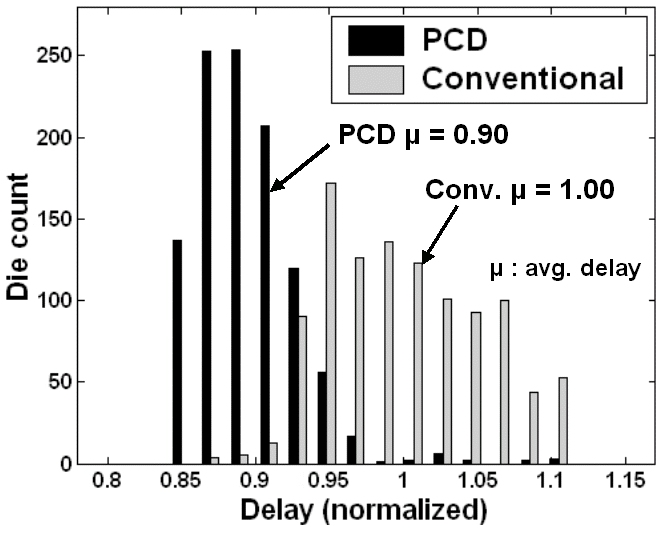 PCD
Conventional
PCD μ = 0.90
Conv. μ = 1.00
μ : avg. delay
Die count
250
200
150
100
50
0
0.8
0.85
0.9
0.95
1
1.05
1.1
1.15
Delay (normalized)